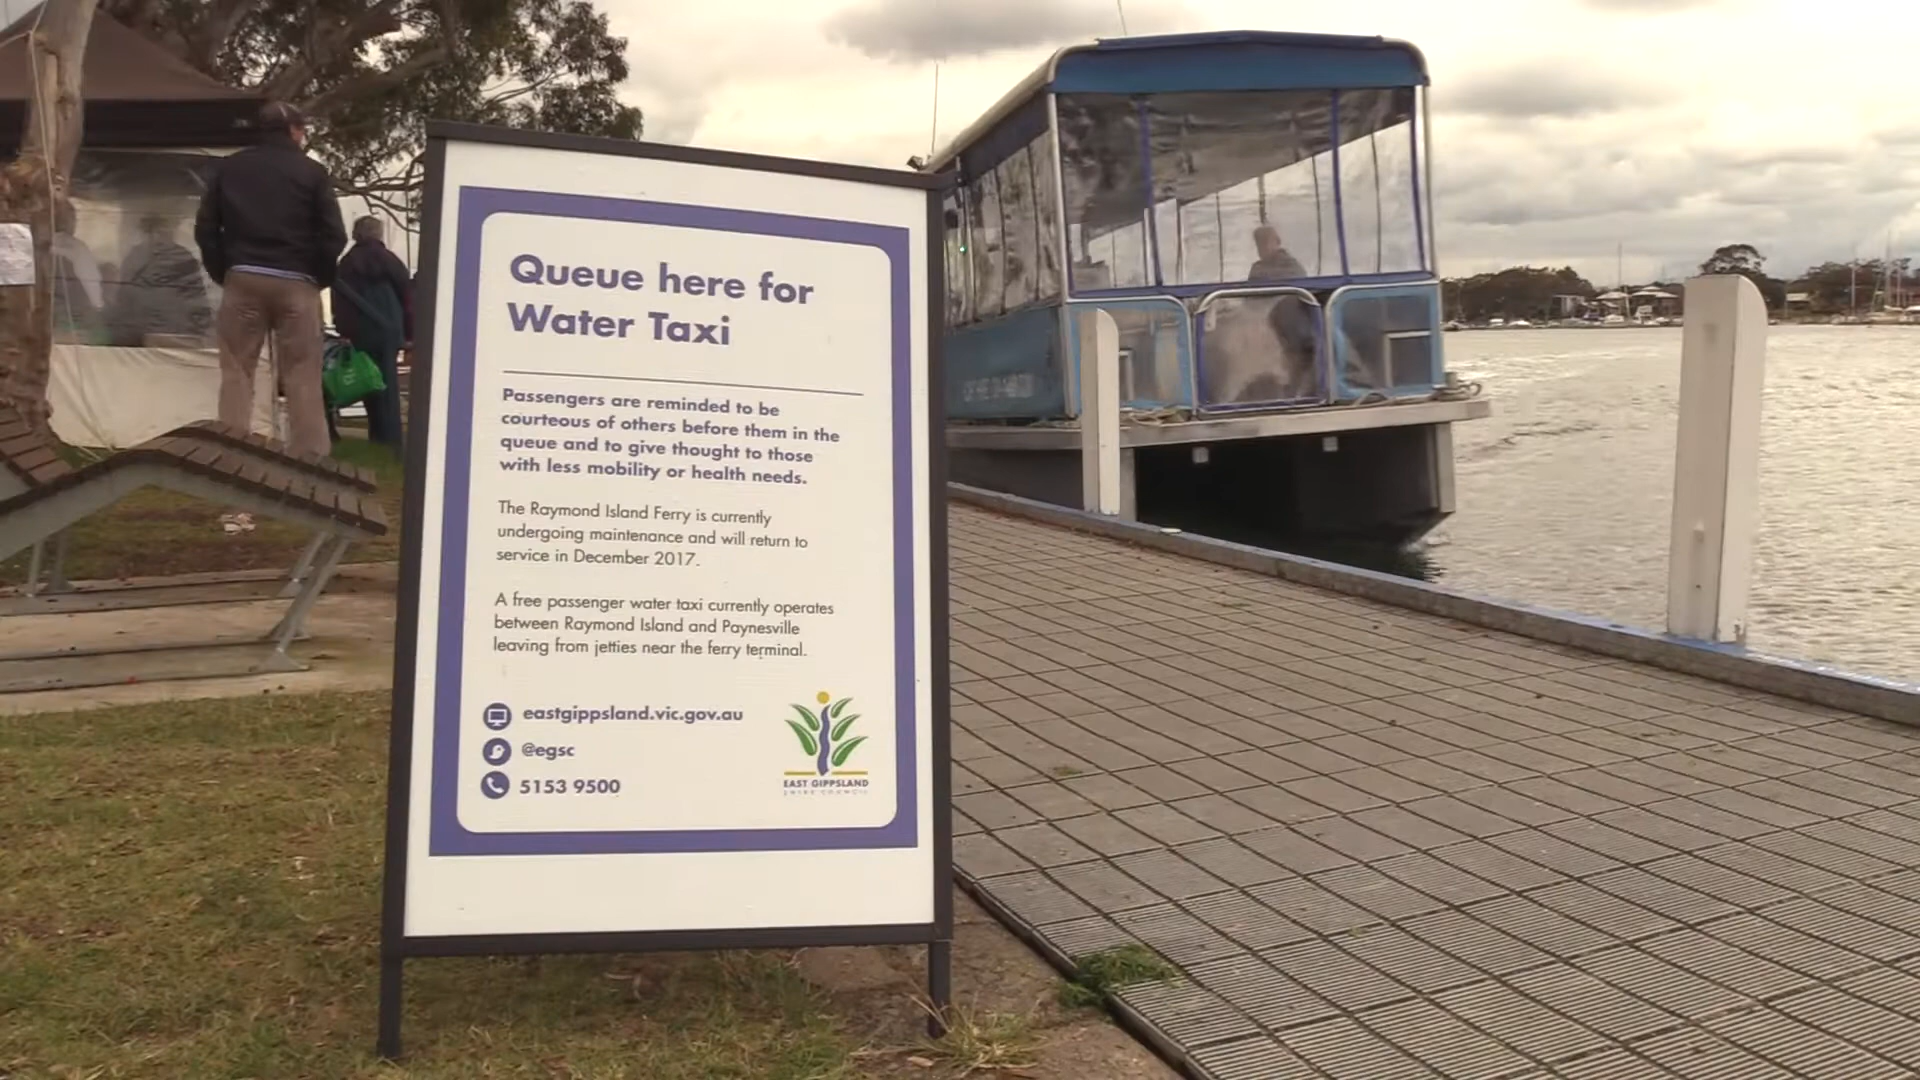 Queue here for
Water Taxi
Passengers are reminded to be
courteous of others before them in the
queue and to give thought to those
with less mobility or health needs.
The Raymond Island Ferry is currently
undergoing maintenance and will return to
service in December 2017.
A free passenger water taxi currently operates
between Raymond Island and Paynesville
leaving from jetties near the ferry terminal.
eastgippsland.vic.gov.au
@egsc
5153 9500
EAST GIPPSLAND
SHIRE COUNCIL